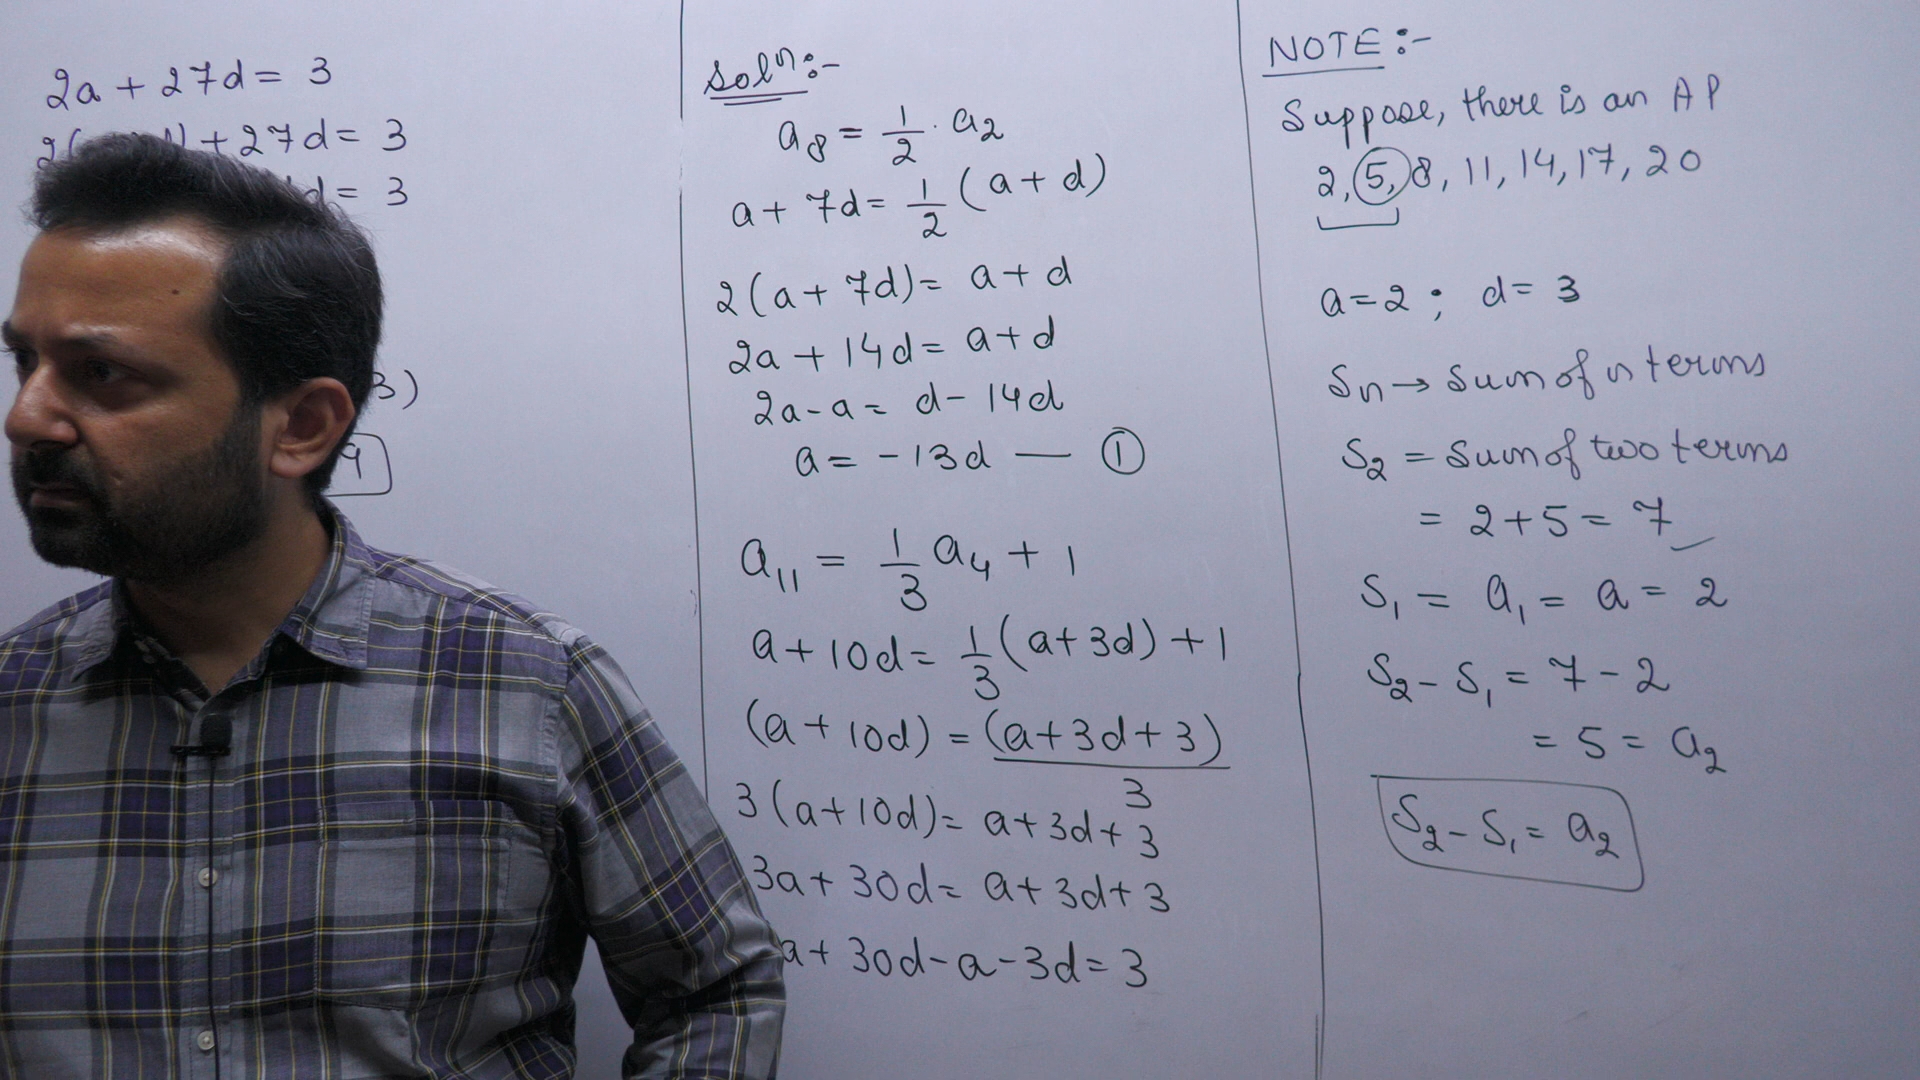 2a + 27d = 3
2( ) + 27d = 3
d = 3
3)
9
Solⁿ:-
a₈ = 1/2 . a₂
a + 7d = 1/2 (a + d)
2(a + 7d) = a + d
2a + 14d = a + d
2a - a = d - 14d
a = -13d — ①
a₁₁ = 1/3 a₄ + 1
a + 10d = 1/3 (a + 3d) + 1
(a + 10d) = (a + 3d + 3)
3
3(a + 10d) = a + 3d + 3
3a + 30d = a + 3d + 3
a + 30d - a - 3d = 3
NOTE :-
Suppose, there is an AP
2, 5, 8, 11, 14, 17, 20
a = 2 ; d = 3
Sn → Sum of n terms
S₂ = Sum of two terms
= 2 + 5 = 7
S₁ = a₁ = a = 2
S₂ - S₁ = 7 - 2
= 5 = a₂
S₂ - S₁ = a₂